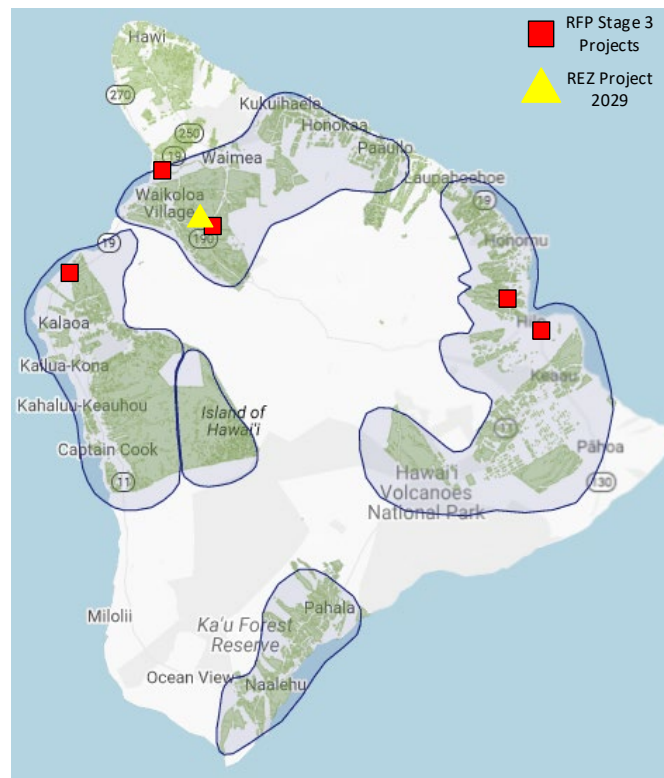 RFP Stage 3
Projects
REZ Project
2029
Hawi
270
250
19
Kukuihaele
Honokaa
Waimea
Paauilo
Laupahoehoe
Waikoloa
Village
190
19
Honomu
19
Kalaoa
Hilo
Kailua-Kona
Keaau
Kahaluu-Keauhou
Island of
Hawai'i
11
Captain Cook
Pāhoa
11
Hawai'i
Volcanoes
National Park
130
Milolii
Pahala
Ka'u Forest
Reserve
Ocean View
Naalehu